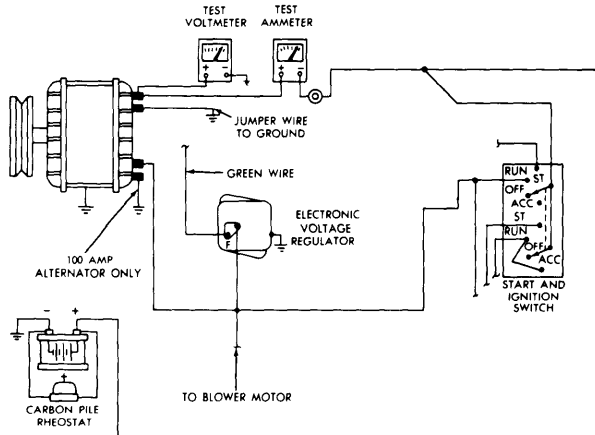 TEST
VOLTMETER
TEST
AMMETER
+ -
+ -
JUMPER WIRE
TO GROUND
GREEN WIRE
100 AMP
ALTERNATOR ONLY
F
ELECTRONIC
VOLTAGE
REGULATOR
RUN
ST
OFF
ACC
ST
RUN
OFF
ACC
START AND
IGNITION
SWITCH
- +
+
CARBON PILE
RHEOSTAT
TO BLOWER MOTOR